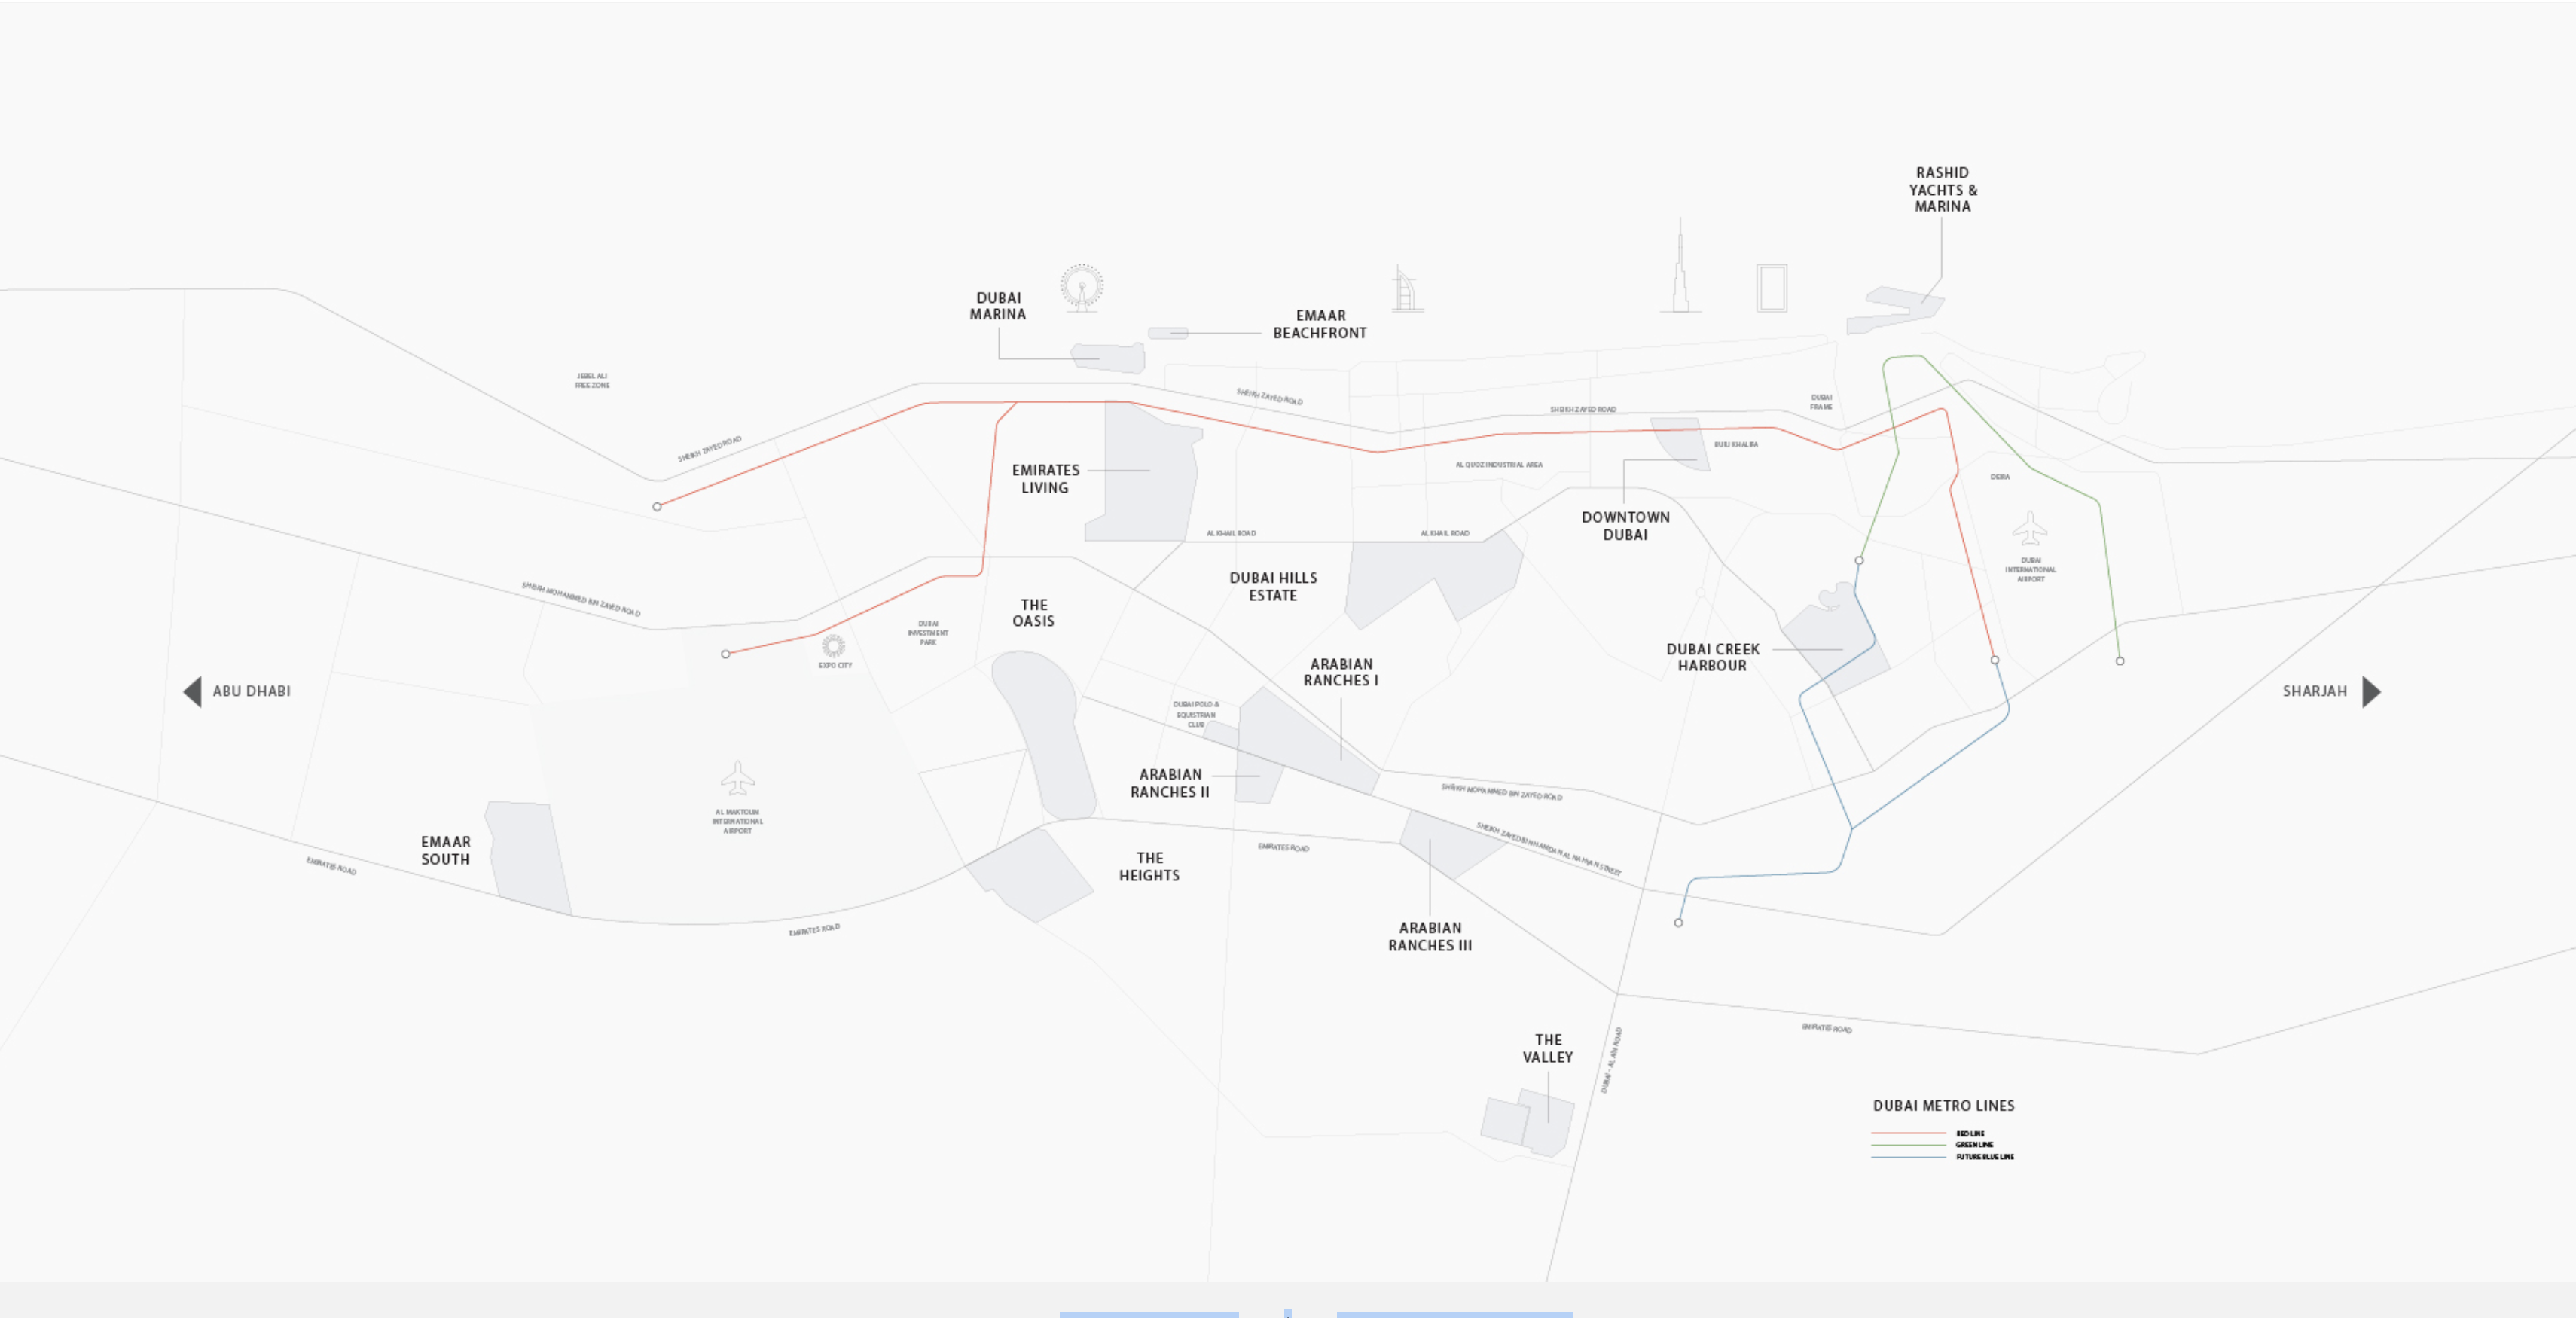 RASHID
YACHTS &
MARINA
DUBAI
MARINA
EMAAR
BEACHFRONT
JEBEL ALI
FREE ZONE
SHEIKH ZAYED ROAD
SHEIKH ZAYED ROAD
SHEIKH ZAYED ROAD
DUBAI
FRAME
BURJ KHALIFA
EMIRATES
LIVING
AL QUOZ INDUSTRIAL AREA
DEIRA
DOWNTOWN
DUBAI
AL KHAIL ROAD
AL KHAIL ROAD
DUBAI
INTERNATIONAL
AIRPORT
DUBAI HILLS
ESTATE
SHEIKH MOHAMMED BIN ZAYED ROAD
THE
OASIS
DUBAI
INVESTMENT
PARK
EXPO CITY
DUBAI CREEK
HARBOUR
ARABIAN
RANCHES I
ABU DHABI
SHARJAH
DUBAI POLO &
EQUESTRIAN
CLUB
ARABIAN
RANCHES II
SHEIKH MOHAMMED BIN ZAYED ROAD
AL MAKTOUM
INTERNATIONAL
AIRPORT
SHEIKH ZAYED BIN HAMDAN AL NAHYAN STREET
EMAAR
SOUTH
EMIRATES ROAD
THE
HEIGHTS
EMIRATES ROAD
EMIRATES ROAD
ARABIAN
RANCHES III
EMIRATES ROAD
THE
VALLEY
DUBAI - AL AIN ROAD
DUBAI METRO LINES
RED LINE
GREEN LINE
FUTURE BLUE LINE